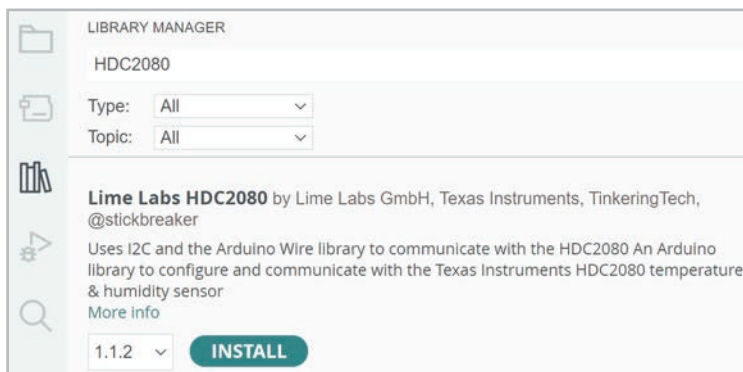 LIBRARY MANAGER
HDC2080
Type: All
Topic: All
Lime Labs HDC2080 by Lime Labs GmbH, Texas Instruments, TinkeringTech,
@stickbreaker
Uses I2C and the Arduino Wire library to communicate with the HDC2080 An Arduino
library to configure and communicate with the Texas Instruments HDC2080 temperature
& humidity sensor
More info
1.1.2 INSTALL